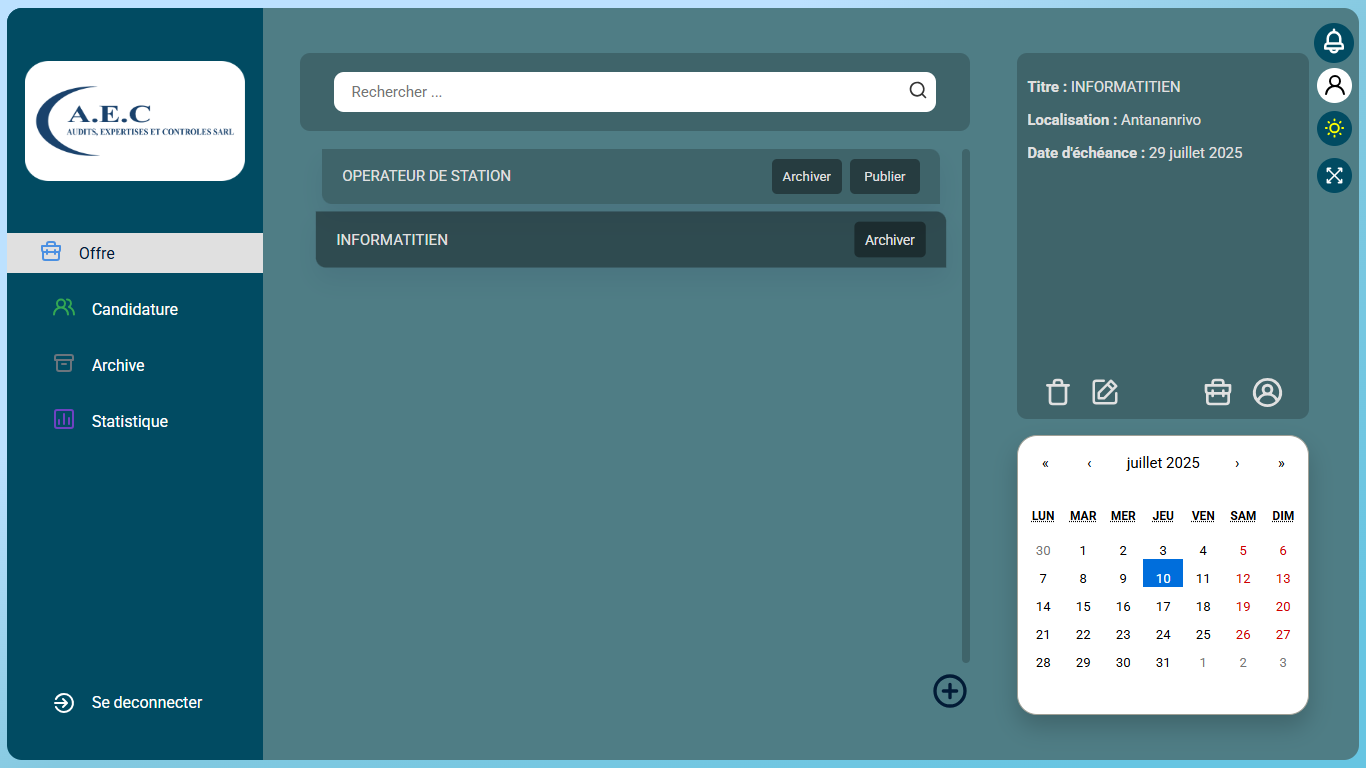 A.E.C
AUDITS, EXPERTISES ET CONTROLES SARL
Offre
Candidature
Archive
Statistique
Se deconnecter
Rechercher ...
OPERATEUR DE STATION Archiver Publier
INFORMATITIEN Archiver
Titre : INFORMATITIEN
Localisation : Antananrivo
Date d'échéance : 29 juillet 2025
« ‹ juillet 2025 › »
LUN MAR MER JEU VEN SAM DIM
30 1 2 3 4 5 6
7 8 9 10 11 12 13
14 15 16 17 18 19 20
21 22 23 24 25 26 27
28 29 30 31 1 2 3